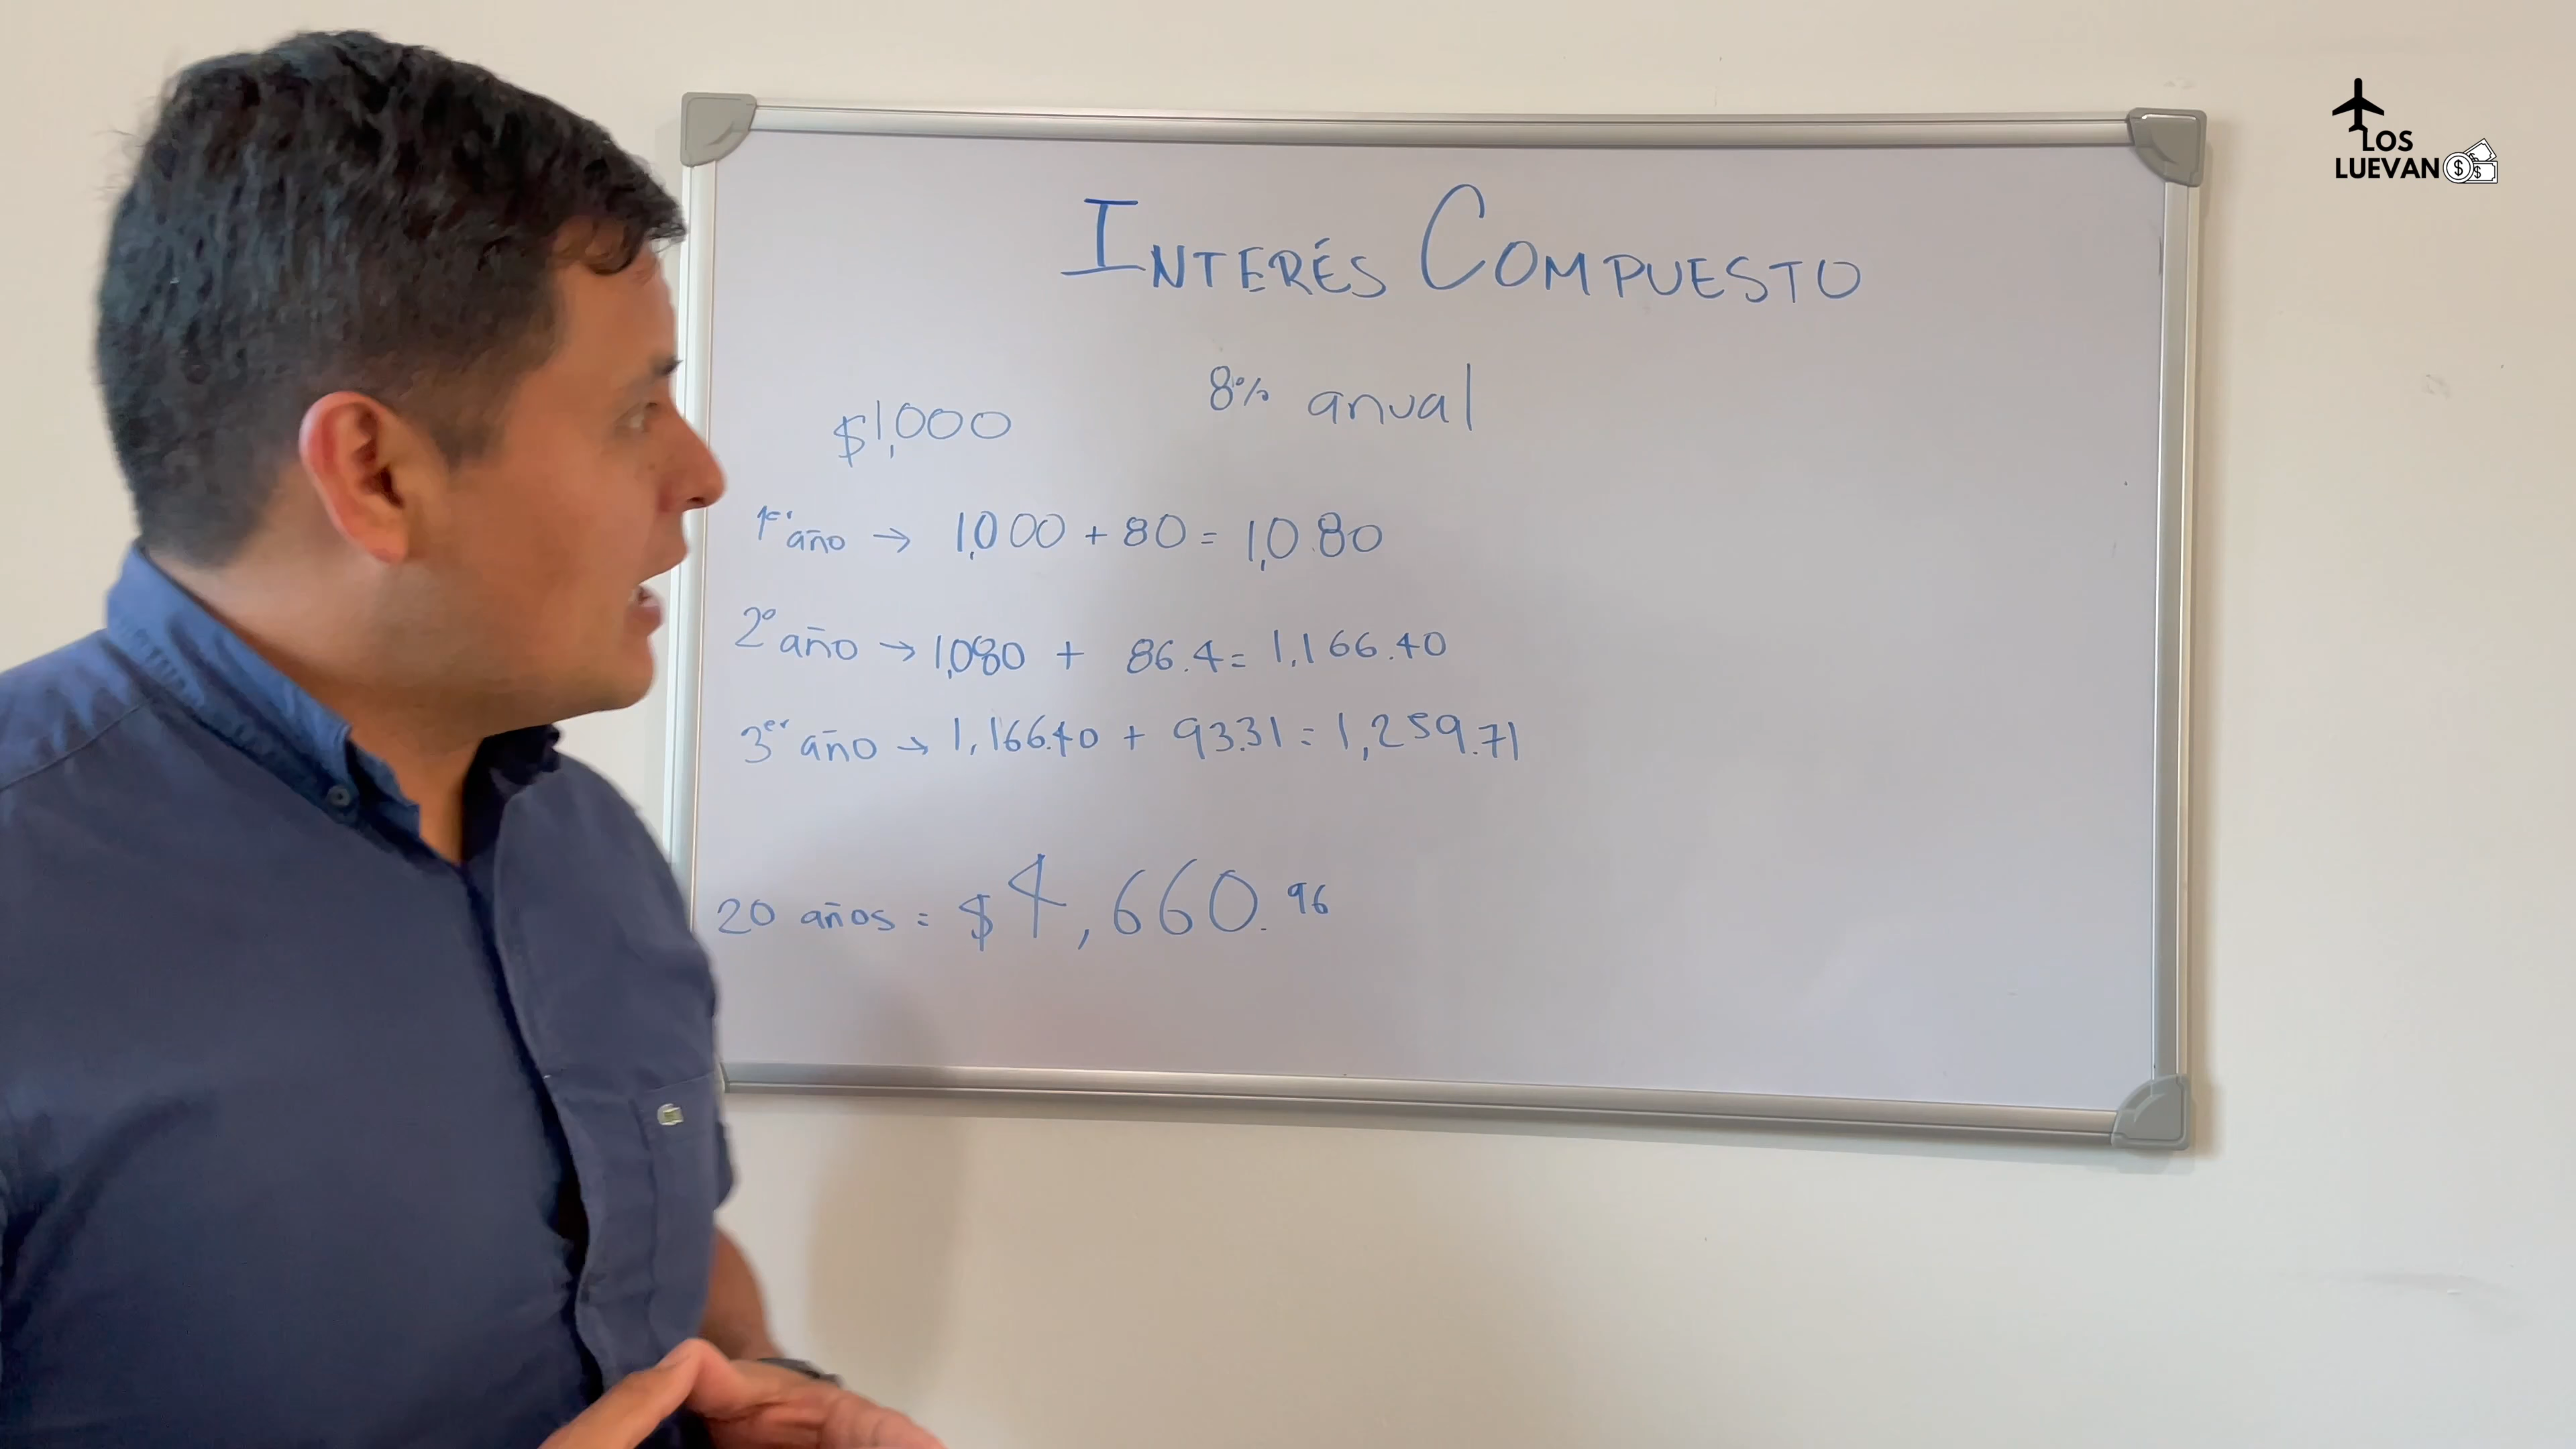 LOS
LUEVAN
INTERÉS COMPUESTO
8% anual
$1,000
1er año → 1,000 + 80 = 1,080
2º año → 1,080 + 86.4 = 1,166.40
3er año → 1,166.40 + 93.31 = 1,259.71
20 años = $4,660.96